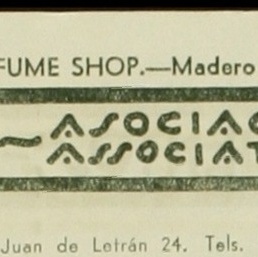 FUME SHOP.—Madero
ASOCIAC
ASSOCIAT
Juan de Letrán 24. Tels.